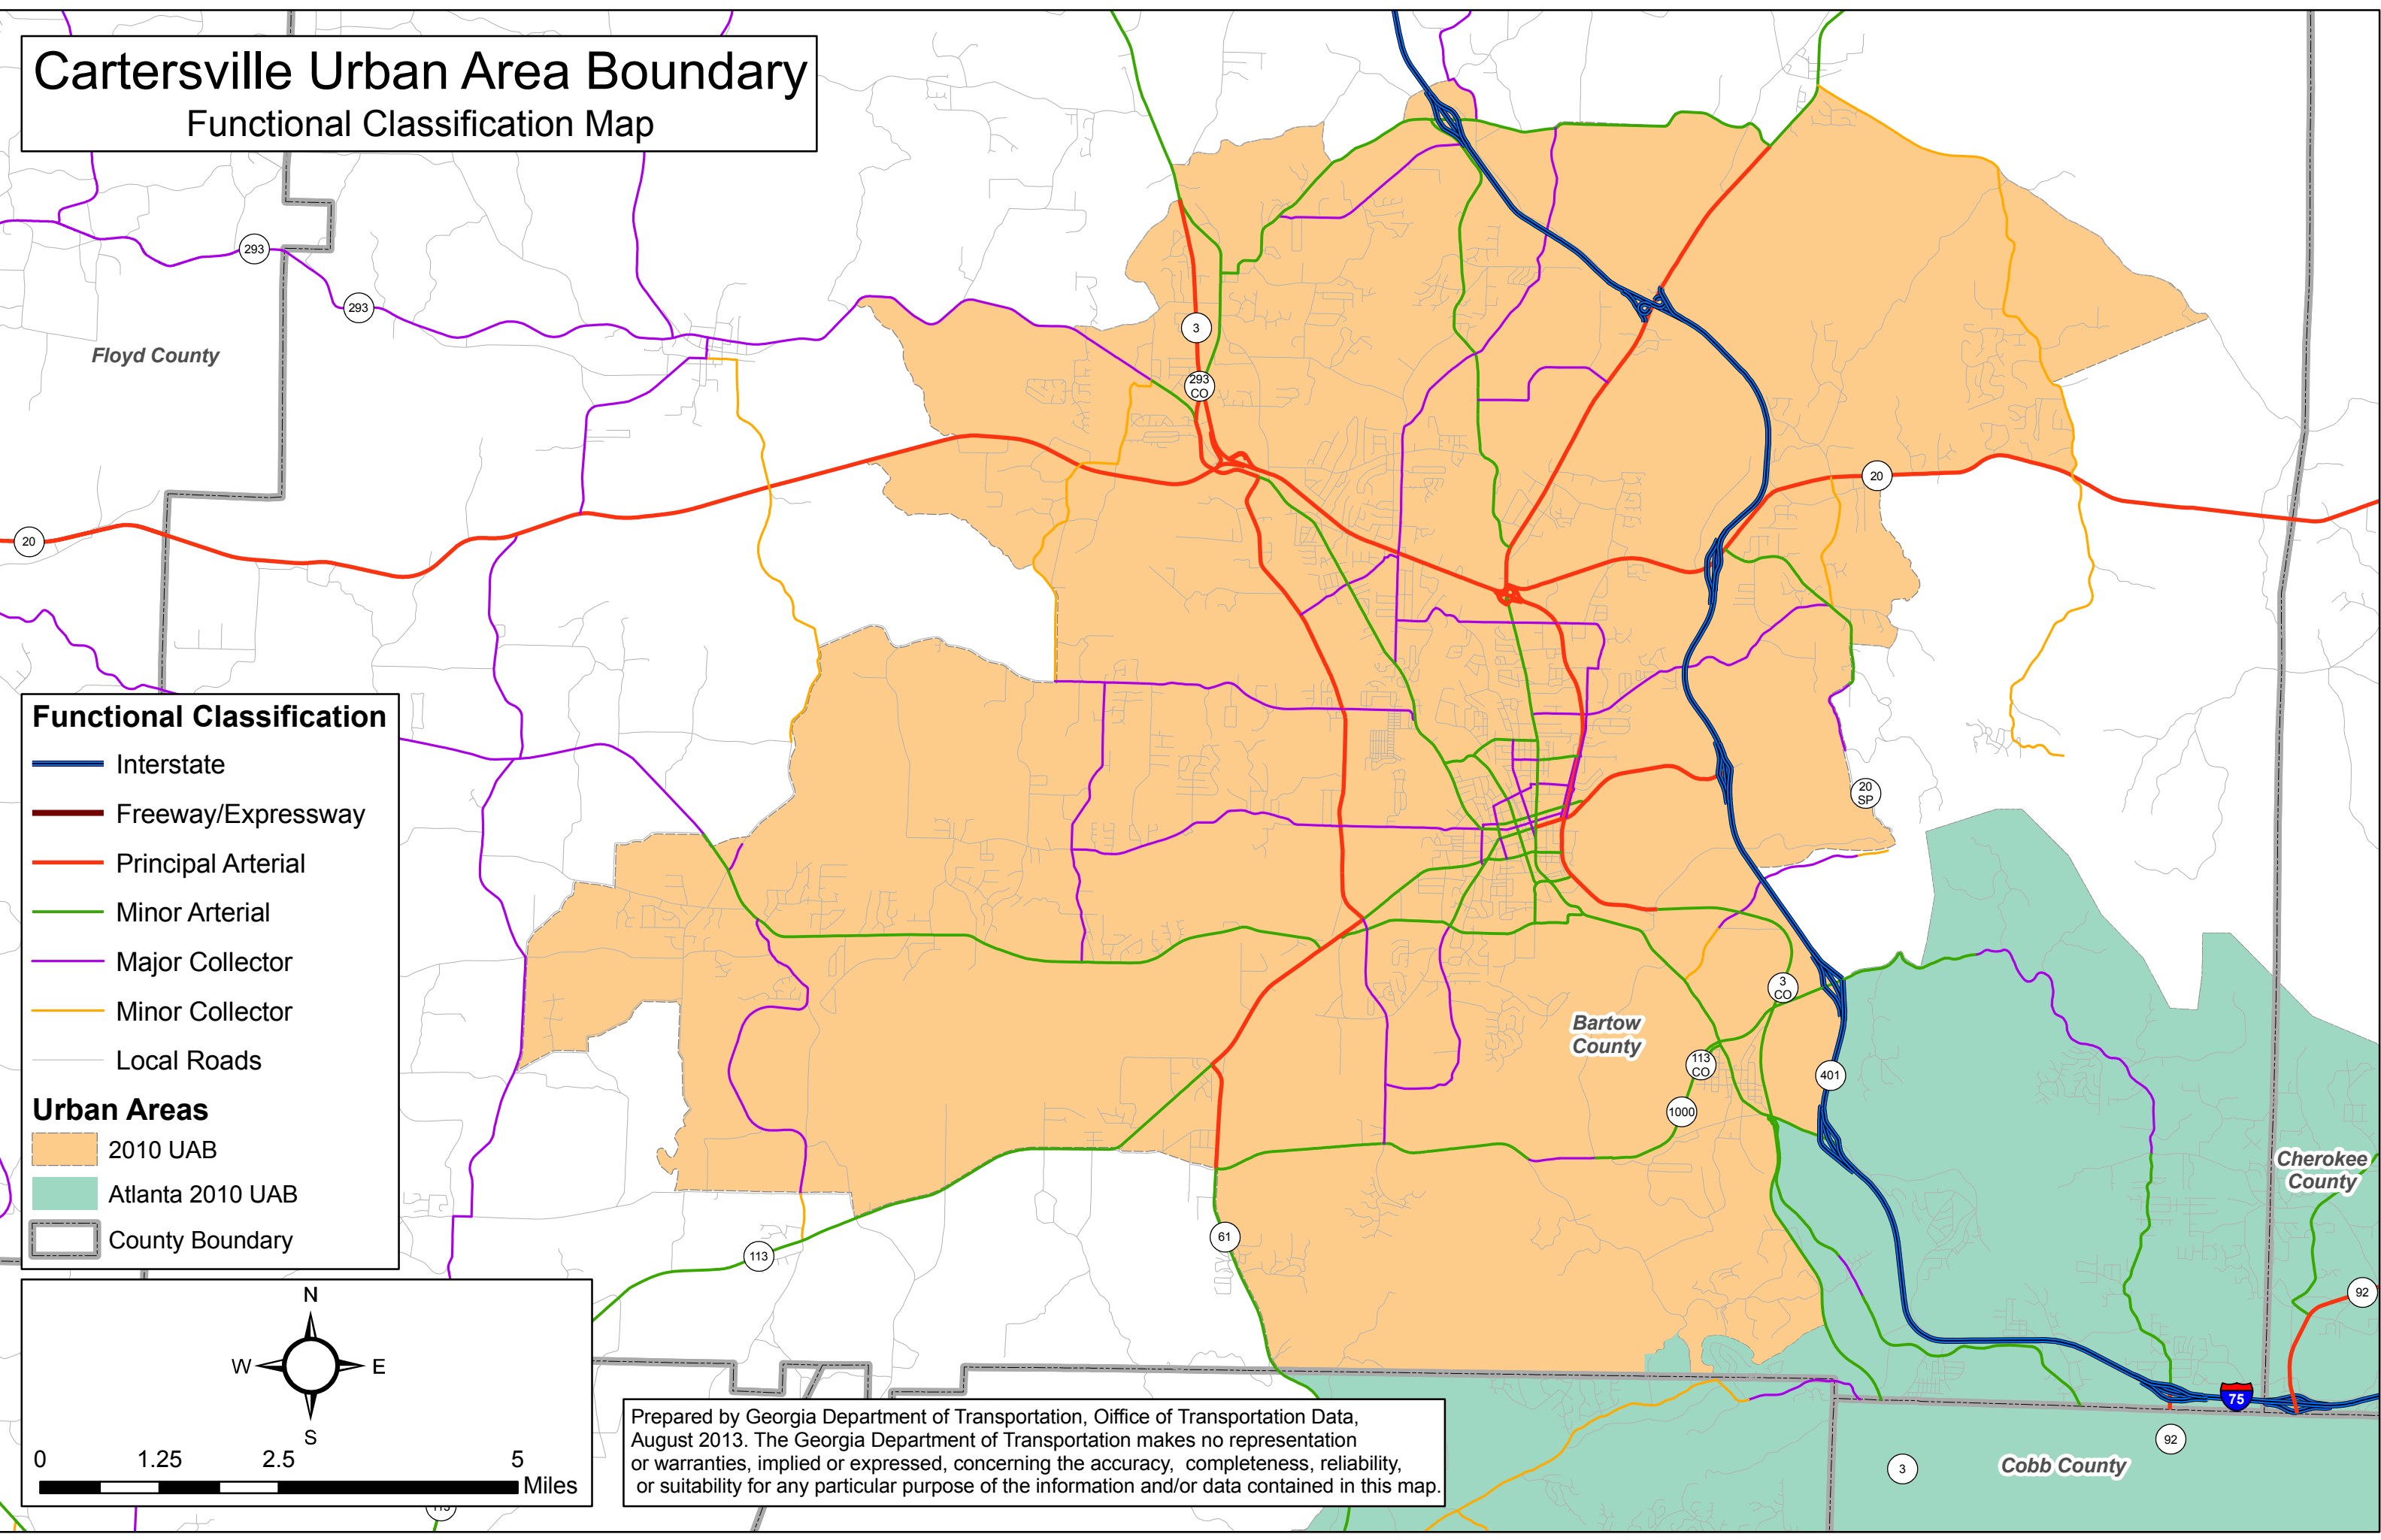 Cartersville Urban Area Boundary
Functional Classification Map
293
293
Floyd County
3
293
CO
20
20
Functional Classification
Interstate
Freeway/Expressway
Principal Arterial
Minor Arterial
Major Collector
Minor Collector
Local Roads
Urban Areas
2010 UAB
Atlanta 2010 UAB
County Boundary
20
SP
3
CO
Bartow
County
113
CO
401
1000
Cherokee
County
61
113
92
N
W
E
S
0 1.25 2.5 5
Miles
75
92
3
Cobb County
Prepared by Georgia Department of Transportation, Oiffice of Transportation Data,
August 2013. The Georgia Department of Transportation makes no representation
or warranties, implied or expressed, concerning the accuracy, completeness, reliability,
or suitability for any particular purpose of the information and/or data contained in this map.